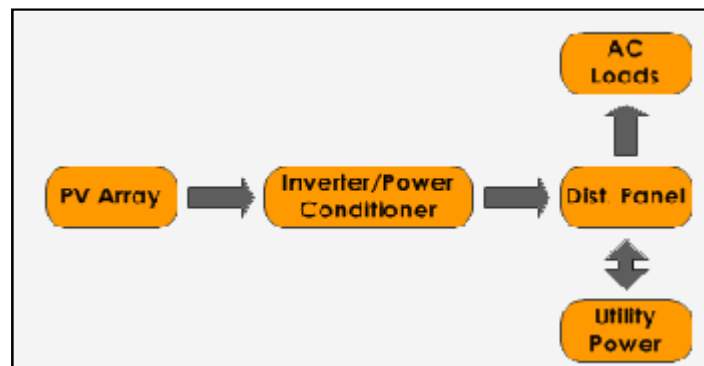 AC
Loads
PV Array
Inverter/Power
Conditioner
Dist. Panel
Utility
Power